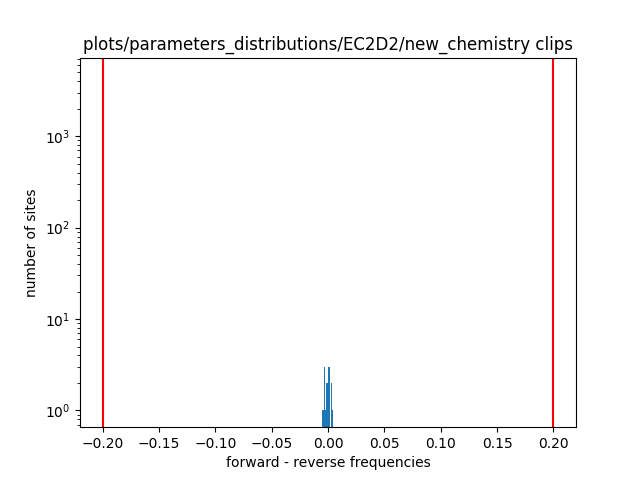 plots/parameters_distributions/EC2D2/new_chemistry clips
10³
10²
10¹
10⁰
number of sites
−0.20 −0.15 −0.10 −0.05 0.00 0.05 0.10 0.15 0.20
forward - reverse frequencies